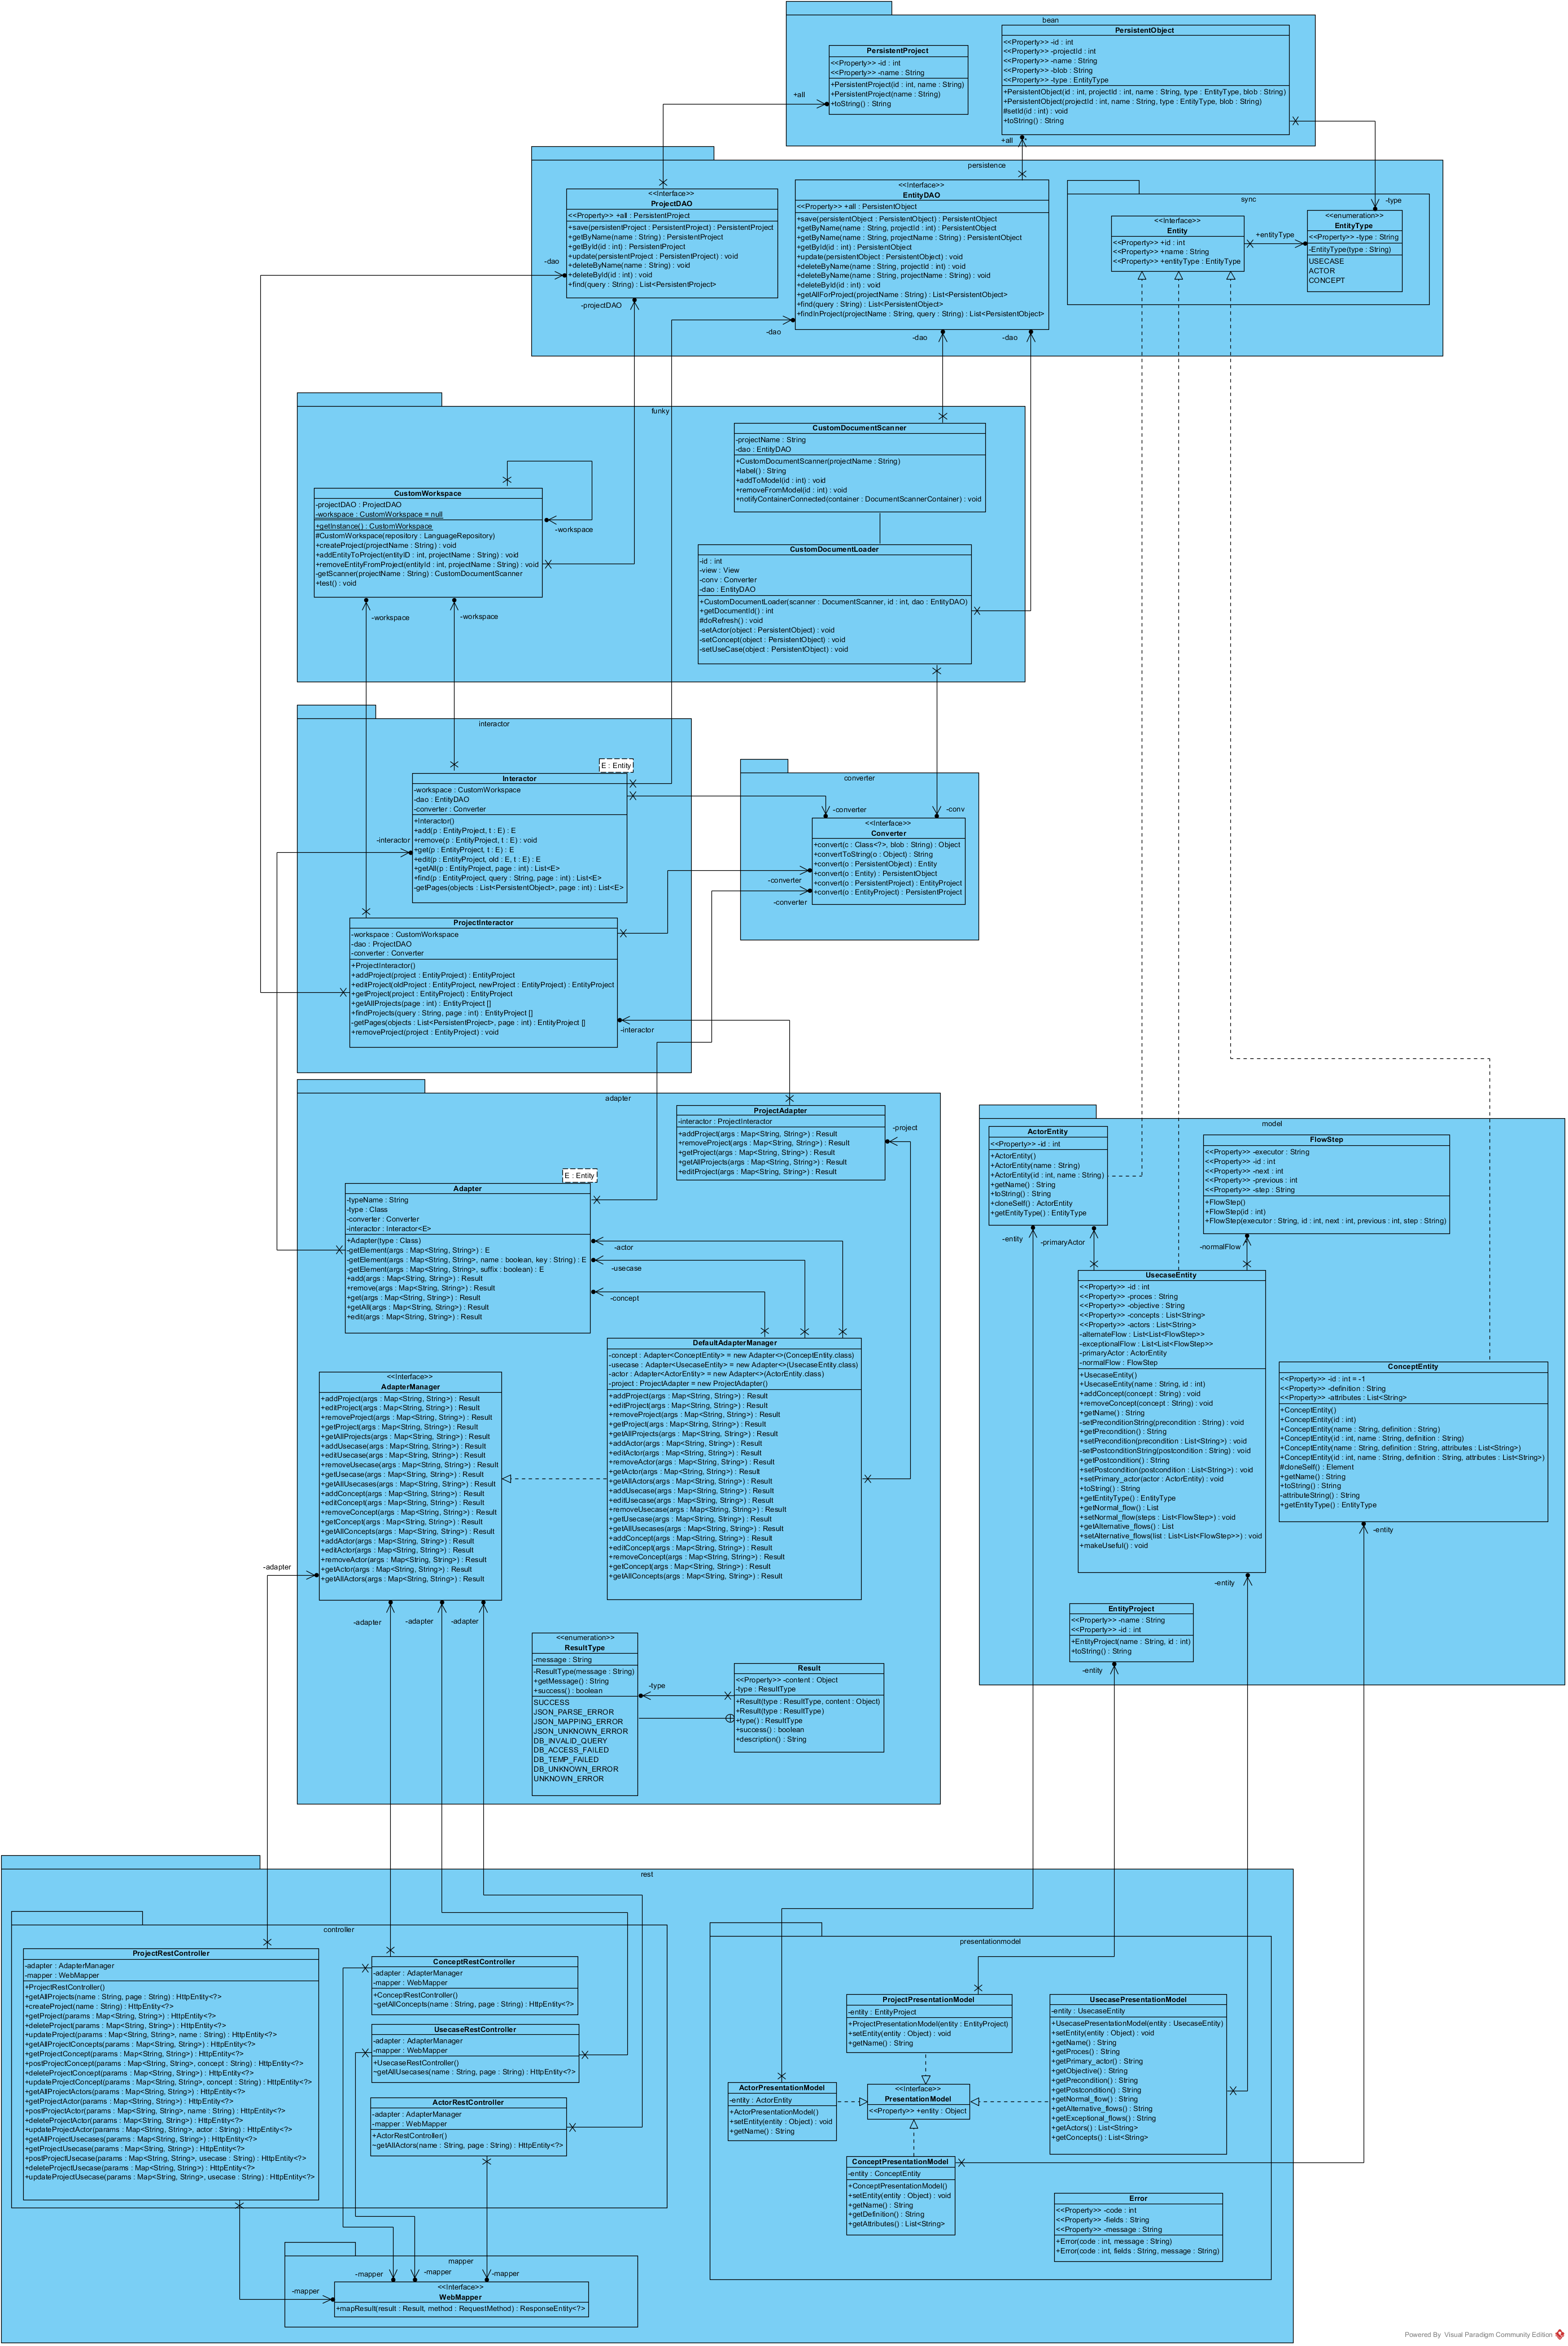 bean
PersistentProject
<<Property>> -id : int
<<Property>> -name : String
+PersistentProject(id : int, name : String)
+PersistentProject(name : String)
+toString() : String
PersistentObject
<<Property>> -id : int
<<Property>> -projectId : int
<<Property>> -name : String
<<Property>> -blob : String
<<Property>> -type : EntityType
+PersistentObject(id : int, projectId : int, name : String, type : EntityType, blob : String)
+PersistentObject(projectId : int, name : String, type : EntityType, blob : String)
#setId(id : int) : void
+toString() : String
+all
+all
persistence
<<Interface>>
ProjectDAO
<<Property>> +all : PersistentProject
+save(persistentProject : PersistentProject) : PersistentProject
+getByName(name : String) : PersistentProject
+getById(id : int) : PersistentProject
+update(persistentProject : PersistentProject) : void
+deleteByName(name : String) : void
+deleteById(id : int) : void
+find(query : String) : List<PersistentProject>
<<Interface>>
EntityDAO
<<Property>> +all : PersistentObject
+save(persistentObject : PersistentObject) : PersistentObject
+getByName(name : String, projectId : int) : PersistentObject
+getByName(name : String, projectName : String) : PersistentObject
+getById(id : int) : PersistentObject
+update(persistentObject : PersistentObject) : void
+deleteByName(name : String, projectId : int) : void
+deleteByName(name : String, projectName : String) : void
+deleteById(id : int) : void
+getAllForProject(projectName : String) : List<PersistentObject>
+find(query : String) : List<PersistentObject>
+findInProject(projectName : String, query : String) : List<PersistentObject>
sync
-type
<<Interface>>
Entity
<<Property>> +id : int
<<Property>> +name : String
<<Property>> +entityType : EntityType
+entityType
<<enumeration>>
EntityType
<<Property>> -type : String
-EntityType(type : String)
USECASE
ACTOR
CONCEPT
-dao
-projectDAO
-dao
-dao
-dao
funky
CustomDocumentScanner
-projectName : String
-dao : EntityDAO
+CustomDocumentScanner(projectName : String)
+label() : String
+addToModel(id : int) : void
+removeFromModel(id : int) : void
+notifyContainerConnected(container : DocumentScannerContainer) : void
CustomWorkspace
-projectDAO : ProjectDAO
-workspace : CustomWorkspace = null
+getInstance() : CustomWorkspace
#CustomWorkspace(repository : LanguageRepository)
+createProject(projectName : String) : void
+addEntityToProject(entityID : int, projectName : String) : void
+removeEntityFromProject(entityId : int, projectName : String) : void
-getScanner(projectName : String) : CustomDocumentScanner
+test() : void
-workspace
-workspace
-workspace
CustomDocumentLoader
-id : int
-view : View
-conv : Converter
-dao : EntityDAO
+CustomDocumentLoader(scanner : DocumentScanner, id : int, dao : EntityDAO)
+getDocumentId() : int
#doRefresh() : void
-setActor(object : PersistentObject) : void
-setConcept(object : PersistentObject) : void
-setUseCase(object : PersistentObject) : void
interactor
E : Entity
Interactor
-workspace : CustomWorkspace
-dao : EntityDAO
-converter : Converter
+Interactor()
+add(p : EntityProject, t : E) : E
+remove(p : EntityProject, t : E) : void
+get(p : EntityProject, t : E) : E
+edit(p : EntityProject, old : E, t : E) : E
+getAll(p : EntityProject, page : int) : List<E>
+find(p : EntityProject, query : String, page : int) : List<E>
-getPages(objects : List<PersistentObject>, page : int) : List<E>
-interactor
ProjectInteractor
-workspace : CustomWorkspace
-dao : ProjectDAO
-converter : Converter
+ProjectInteractor()
+addProject(project : EntityProject) : EntityProject
+editProject(oldProject : EntityProject, newProject : EntityProject) : EntityProject
+getProject(project : EntityProject) : EntityProject
+getAllProjects(page : int) : EntityProject []
+findProjects(query : String, page : int) : EntityProject []
-getPages(objects : List<PersistentProject>, page : int) : EntityProject []
+removeProject(project : EntityProject) : void
-interactor
converter
-converter
-conv
<<Interface>>
Converter
+convert(c : Class<?>, blob : String) : Object
+convertToString(o : Object) : String
+convert(o : PersistentObject) : Entity
+convert(o : Entity) : PersistentObject
+convert(o : PersistentProject) : EntityProject
+convert(o : EntityProject) : PersistentProject
-converter
-converter
adapter
ProjectAdapter
-interactor : ProjectInteractor
+addProject(args : Map<String, String>) : Result
+removeProject(args : Map<String, String>) : Result
+getProject(args : Map<String, String>) : Result
+getAllProjects(args : Map<String, String>) : Result
+editProject(args : Map<String, String>) : Result
-project
E : Entity
Adapter
-typeName : String
-type : Class
-converter : Converter
-interactor : Interactor<E>
+Adapter(type : Class)
-getElement(args : Map<String, String>) : E
-getElement(args : Map<String, String>, name : boolean, key : String) : E
-getElement(args : Map<String, String>, suffix : boolean) : E
+add(args : Map<String, String>) : Result
+remove(args : Map<String, String>) : Result
+get(args : Map<String, String>) : Result
+getAll(args : Map<String, String>) : Result
+edit(args : Map<String, String>) : Result
-actor
-usecase
-concept
DefaultAdapterManager
-concept : Adapter<ConceptEntity> = new Adapter<>(ConceptEntity.class)
-usecase : Adapter<UsecaseEntity> = new Adapter<>(UsecaseEntity.class)
-actor : Adapter<ActorEntity> = new Adapter<>(ActorEntity.class)
-project : ProjectAdapter = new ProjectAdapter()
+addProject(args : Map<String, String>) : Result
+editProject(args : Map<String, String>) : Result
+removeProject(args : Map<String, String>) : Result
+getProject(args : Map<String, String>) : Result
+getAllProjects(args : Map<String, String>) : Result
+addActor(args : Map<String, String>) : Result
+editActor(args : Map<String, String>) : Result
+removeActor(args : Map<String, String>) : Result
+getActor(args : Map<String, String>) : Result
+getAllActors(args : Map<String, String>) : Result
+addUsecase(args : Map<String, String>) : Result
+editUsecase(args : Map<String, String>) : Result
+removeUsecase(args : Map<String, String>) : Result
+getUsecase(args : Map<String, String>) : Result
+getAllUsecases(args : Map<String, String>) : Result
+addConcept(args : Map<String, String>) : Result
+editConcept(args : Map<String, String>) : Result
+removeConcept(args : Map<String, String>) : Result
+getConcept(args : Map<String, String>) : Result
+getAllConcepts(args : Map<String, String>) : Result
<<Interface>>
AdapterManager
+addProject(args : Map<String, String>) : Result
+editProject(args : Map<String, String>) : Result
+removeProject(args : Map<String, String>) : Result
+getProject(args : Map<String, String>) : Result
+getAllProjects(args : Map<String, String>) : Result
+addUsecase(args : Map<String, String>) : Result
+editUsecase(args : Map<String, String>) : Result
+removeUsecase(args : Map<String, String>) : Result
+getUsecase(args : Map<String, String>) : Result
+getAllUsecases(args : Map<String, String>) : Result
+addConcept(args : Map<String, String>) : Result
+editConcept(args : Map<String, String>) : Result
+removeConcept(args : Map<String, String>) : Result
+getConcept(args : Map<String, String>) : Result
+getAllConcepts(args : Map<String, String>) : Result
+addActor(args : Map<String, String>) : Result
+editActor(args : Map<String, String>) : Result
+removeActor(args : Map<String, String>) : Result
+getActor(args : Map<String, String>) : Result
+getAllActors(args : Map<String, String>) : Result
-adapter
-adapter
-adapter
-adapter
<<enumeration>>
ResultType
-message : String
-ResultType(message : String)
+getMessage() : String
+success() : boolean
SUCCESS
JSON_PARSE_ERROR
JSON_MAPPING_ERROR
JSON_UNKNOWN_ERROR
DB_INVALID_QUERY
DB_ACCESS_FAILED
DB_TEMP_FAILED
DB_UNKNOWN_ERROR
UNKNOWN_ERROR
-type
Result
<<Property>> -content : Object
-type : ResultType
+Result(type : ResultType, content : Object)
+Result(type : ResultType)
+type() : ResultType
+success() : boolean
+description() : String
model
ActorEntity
<<Property>> -id : int
+ActorEntity()
+ActorEntity(name : String)
+ActorEntity(id : int, name : String)
+getName() : String
+toString() : String
+cloneSelf() : ActorEntity
+getEntityType() : EntityType
FlowStep
<<Property>> -executor : String
<<Property>> -id : int
<<Property>> -next : int
<<Property>> -previous : int
<<Property>> -step : String
+FlowStep()
+FlowStep(id : int)
+FlowStep(executor : String, id : int, next : int, previous : int, step : String)
-entity
-primaryActor
-normalFlow
UsecaseEntity
<<Property>> -id : int
<<Property>> -proces : String
<<Property>> -objective : String
<<Property>> -concepts : List<String>
<<Property>> -actors : List<String>
-alternateFlow : List<List<FlowStep>>
-exceptionalFlow : List<List<FlowStep>>
-primaryActor : ActorEntity
-normalFlow : FlowStep
+UsecaseEntity()
+UsecaseEntity(name : String, id : int)
+addConcept(concept : String) : void
+removeConcept(concept : String) : void
+getName() : String
-setPreconditionString(precondition : String) : void
+getPrecondition() : String
+setPrecondition(precondition : List<String>) : void
-setPostconditionString(postcondition : String) : void
+getPostcondition() : String
+setPostcondition(postcondition : List<String>) : void
+setPrimary_actor(actor : ActorEntity) : void
+toString() : String
+getEntityType() : EntityType
+getNormal_flow() : List
+setNormal_flow(steps : List<FlowStep>) : void
+getAlternative_flows() : List
+setAlternative_flows(list : List<List<FlowStep>>) : void
+makeUseful() : void
ConceptEntity
<<Property>> -id : int = -1
<<Property>> -definition : String
<<Property>> -attributes : List<String>
+ConceptEntity()
+ConceptEntity(id : int)
+ConceptEntity(name : String, definition : String)
+ConceptEntity(id : int, name : String, definition : String)
+ConceptEntity(name : String, definition : String, attributes : List<String>)
+ConceptEntity(id : int, name : String, definition : String, attributes : List<String>)
#cloneSelf() : Element
+getName() : String
+toString() : String
-attributeString() : String
+getEntityType() : EntityType
-entity
-entity
EntityProject
<<Property>> -name : String
<<Property>> -id : int
+EntityProject(name : String, id : int)
+toString() : String
-entity
rest
controller
ProjectRestController
-adapter : AdapterManager
-mapper : WebMapper
+ProjectRestController()
+getAllProjects(name : String, page : String) : HttpEntity<?>
+createProject(name : String) : HttpEntity<?>
+getProject(params : Map<String, String>) : HttpEntity<?>
+deleteProject(params : Map<String, String>) : HttpEntity<?>
+updateProject(params : Map<String, String>, name : String) : HttpEntity<?>
+getAllProjectConcepts(params : Map<String, String>) : HttpEntity<?>
+getProjectConcept(params : Map<String, String>) : HttpEntity<?>
+postProjectConcept(params : Map<String, String>, concept : String) : HttpEntity<?>
+deleteProjectConcept(params : Map<String, String>) : HttpEntity<?>
+updateProjectConcept(params : Map<String, String>, concept : String) : HttpEntity<?>
+getAllProjectActors(params : Map<String, String>) : HttpEntity<?>
+getProjectActor(params : Map<String, String>) : HttpEntity<?>
+postProjectActor(params : Map<String, String>, name : String) : HttpEntity<?>
+deleteProjectActor(params : Map<String, String>) : HttpEntity<?>
+updateProjectActor(params : Map<String, String>, actor : String) : HttpEntity<?>
+getAllProjectUsecases(params : Map<String, String>) : HttpEntity<?>
+getProjectUsecase(params : Map<String, String>) : HttpEntity<?>
+postProjectUsecase(params : Map<String, String>, usecase : String) : HttpEntity<?>
+deleteProjectUsecase(params : Map<String, String>) : HttpEntity<?>
+updateProjectUsecase(params : Map<String, String>, usecase : String) : HttpEntity<?>
ConceptRestController
-adapter : AdapterManager
-mapper : WebMapper
+ConceptRestController()
~getAllConcepts(name : String, page : String) : HttpEntity<?>
UsecaseRestController
-adapter : AdapterManager
-mapper : WebMapper
+UsecaseRestController()
~getAllUsecases(name : String, page : String) : HttpEntity<?>
ActorRestController
-adapter : AdapterManager
-mapper : WebMapper
+ActorRestController()
~getAllActors(name : String, page : String) : HttpEntity<?>
mapper
-mapper
-mapper
-mapper
-mapper
<<Interface>>
WebMapper
+mapResult(result : Result, method : RequestMethod) : ResponseEntity<?>
presentationmodel
ProjectPresentationModel
-entity : EntityProject
+ProjectPresentationModel(entity : EntityProject)
+setEntity(entity : Object) : void
+getName() : String
UsecasePresentationModel
-entity : UsecaseEntity
+UsecasePresentationModel(entity : UsecaseEntity)
+setEntity(entity : Object) : void
+getName() : String
+getProces() : String
+getPrimary_actor() : String
+getObjective() : String
+getPrecondition() : String
+getPostcondition() : String
+getNormal_flow() : String
+getAlternative_flows() : String
+getExceptional_flows() : String
+getActors() : List<String>
+getConcepts() : List<String>
ActorPresentationModel
-entity : ActorEntity
+ActorPresentationModel()
+setEntity(entity : Object) : void
+getName() : String
<<Interface>>
PresentationModel
<<Property>> +entity : Object
ConceptPresentationModel
-entity : ConceptEntity
+ConceptPresentationModel()
+setEntity(entity : Object) : void
+getName() : String
+getDefinition() : String
+getAttributes() : List<String>
Error
<<Property>> -code : int
<<Property>> -fields : String
<<Property>> -message : String
+Error(code : int, message : String)
+Error(code : int, fields : String, message : String)
Powered By Visual Paradigm Community Edition